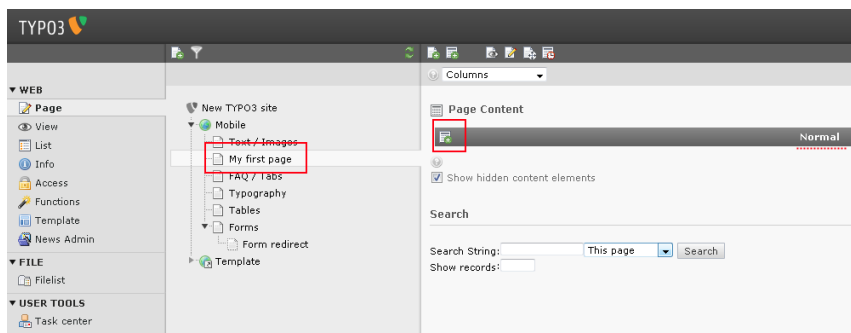 TYPO3
Columns
WEB
Page
View
List
Info
Access
Functions
Template
News Admin
FILE
Filelist
USER TOOLS
Task center
New TYPO3 site
Mobile
Text / Images
My first page
FAQ / Tabs
Typography
Tables
Forms
Form redirect
Template
Page Content
Normal
Show hidden content elements
Search
Search String: This page Search
Show records: